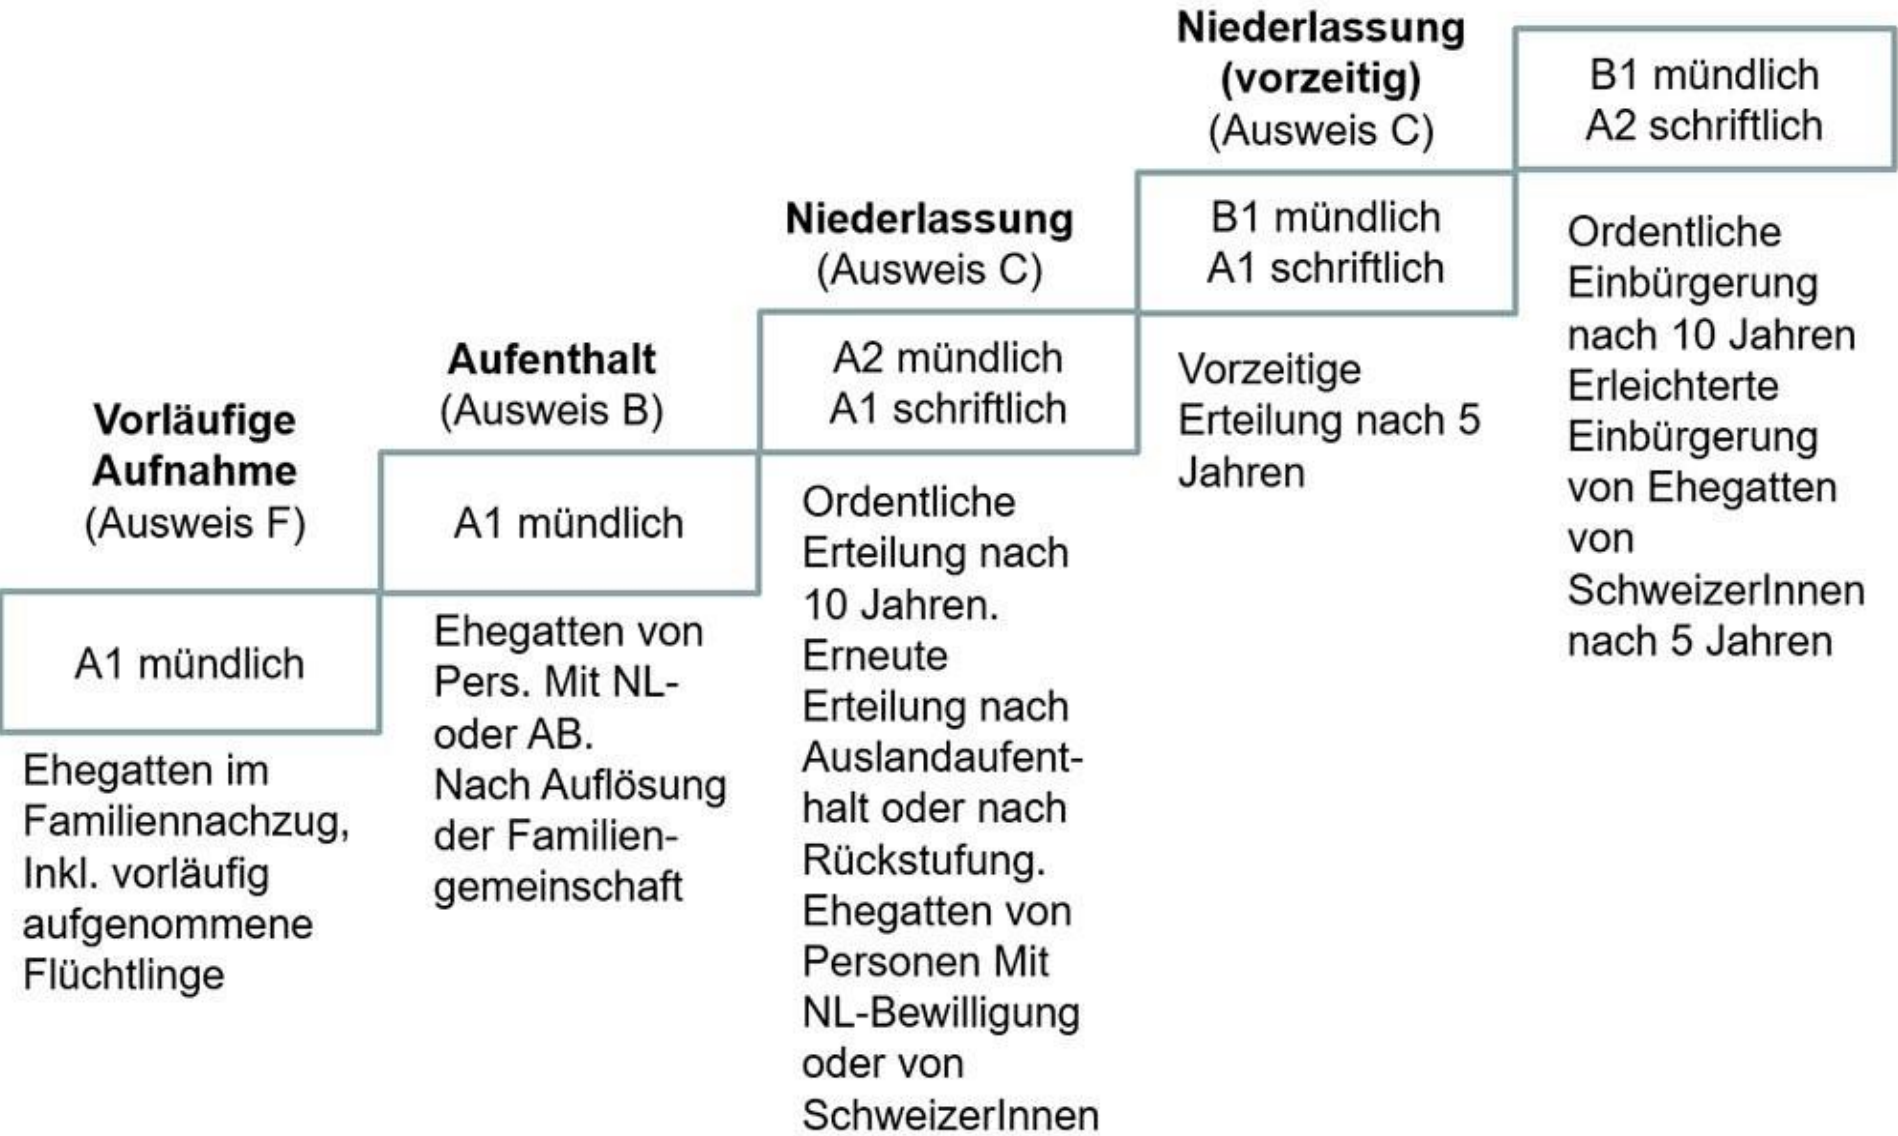 Vorläufige
Aufnahme
(Ausweis F)
A1 mündlich
Ehegatten im
Familiennachzug,
Inkl. vorläufig
aufgenommene
Flüchtlinge
Aufenthalt
(Ausweis B)
A1 mündlich
Ehegatten von
Pers. Mit NL-
oder AB.
Nach Auflösung
der Familien-
gemeinschaft
Niederlassung
(Ausweis C)
A2 mündlich
A1 schriftlich
Ordentliche
Erteilung nach
10 Jahren.
Erneute
Erteilung nach
Auslandaufent-
halt oder nach
Rückstufung.
Ehegatten von
Personen Mit
NL-Bewilligung
oder von
SchweizerInnen
Niederlassung
(vorzeitig)
(Ausweis C)
B1 mündlich
A1 schriftlich
Vorzeitige
Erteilung nach 5
Jahren
B1 mündlich
A2 schriftlich
Ordentliche
Einbürgerung
nach 10 Jahren
Erleichterte
Einbürgerung
von Ehegatten
von
SchweizerInnen
nach 5 Jahren